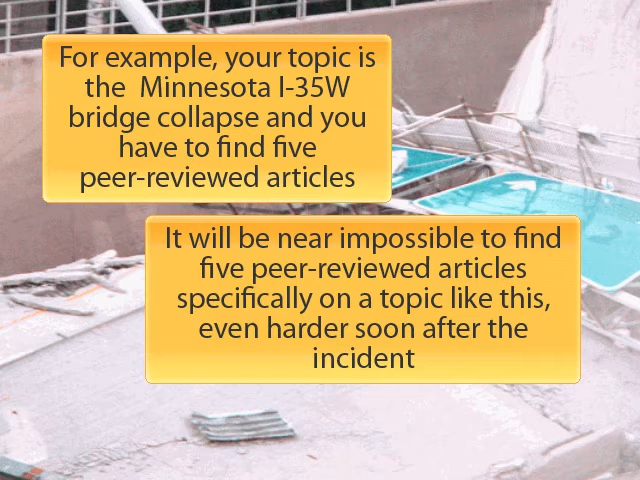 For example, your topic is
the  Minnesota I-35W
bridge collapse and you
have to find five
peer-reviewed articles
It will be near impossible to find
five peer-reviewed articles
specifically on a topic like this,
even harder soon after the
incident